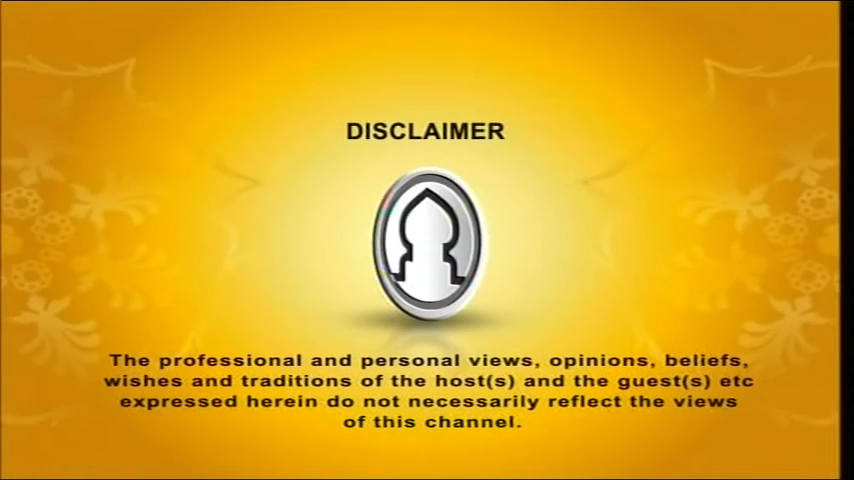 DISCLAIMER
The professional and personal views, opinions, beliefs,
wishes and traditions of the host(s) and the guest(s) etc
expressed herein do not necessarily reflect the views
of this channel.